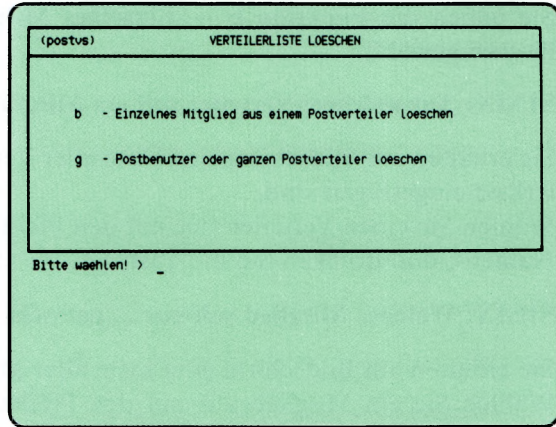 (postvs) VERTEILERLISTE LOESCHEN
b - Einzelnes Mitglied aus einem Postverteiler loeschen
g - Postbenutzer oder ganzen Postverteiler loeschen
Bitte waehlen! > _